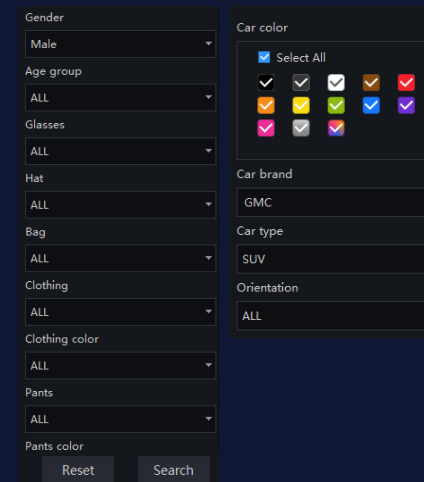 Gender
Male
Age group
ALL
Glasses
ALL
Hat
ALL
Bag
ALL
Clothing
ALL
Clothing color
ALL
Pants
ALL
Pants color
Reset
Search
Car color
Select All
Car brand
GMC
Car type
SUV
Orientation
ALL